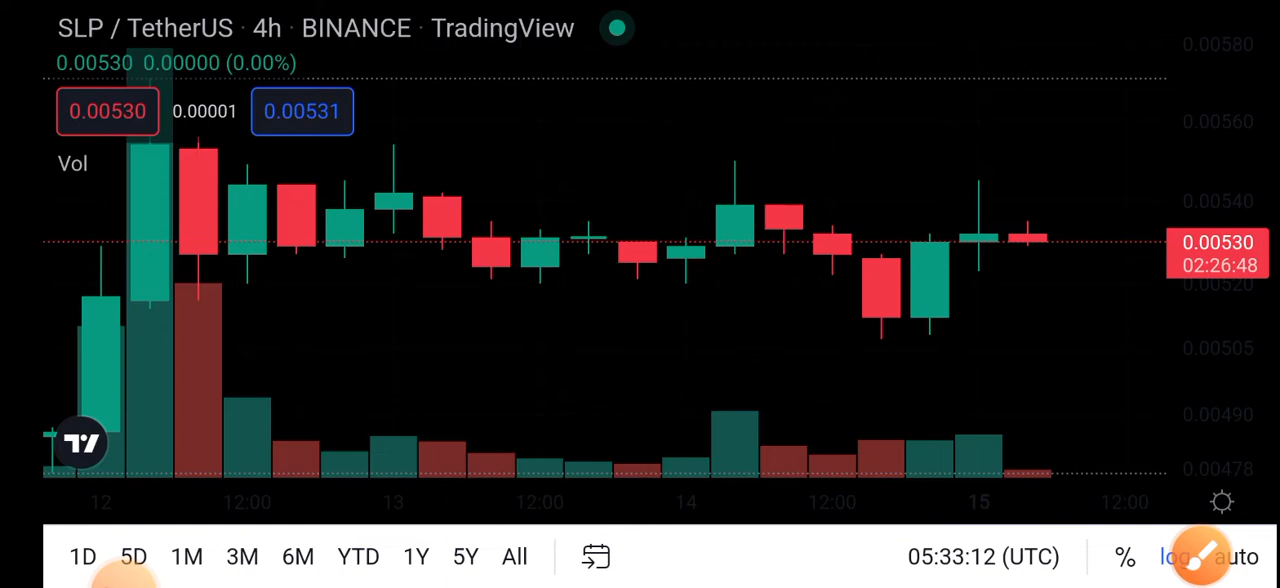 SLP / TetherUS · 4h · BINANCE · TradingView
0.00530 0.00000 (0.00%)
0.00530 0.00001 0.00531
Vol
0.00580
0.00560
0.00540
0.00530
02:26:48
0.00520
0.00505
0.00490
0.00478
12 12:00 13 12:00 14 12:00 15 12:00
1D 5D 1M 3M 6M YTD 1Y 5Y All 05:33:12 (UTC) % log auto